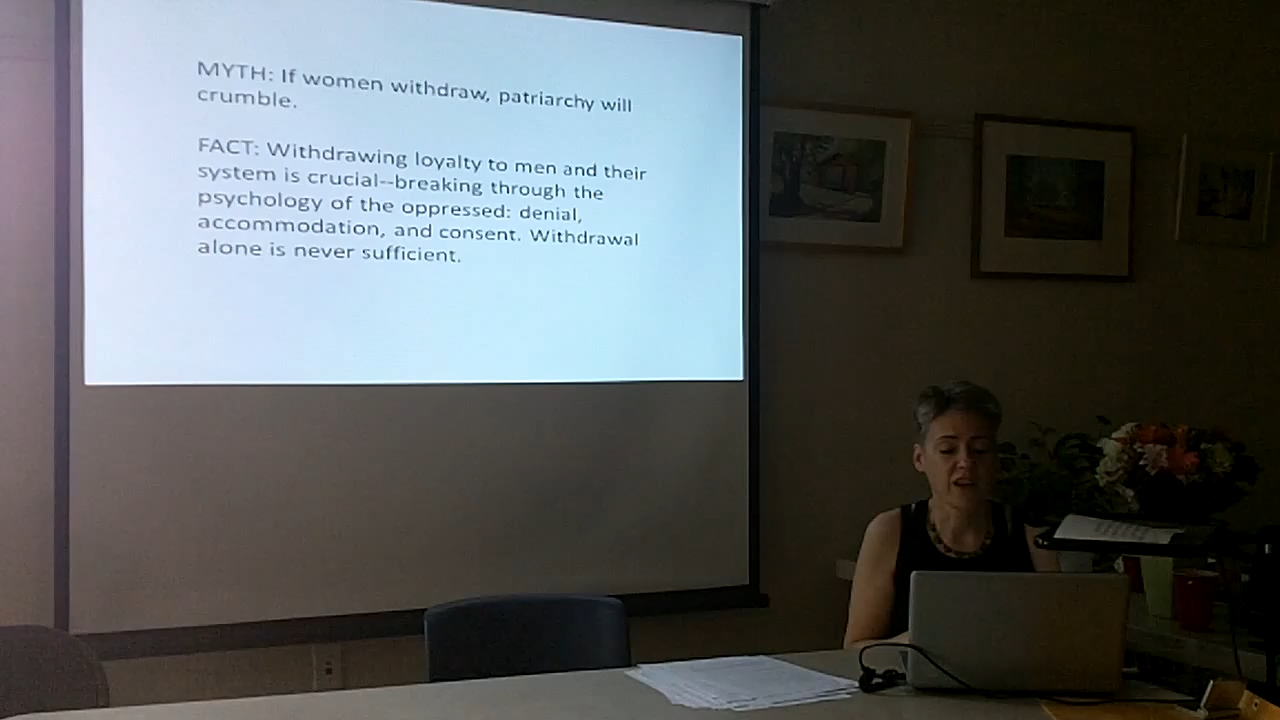 MYTH: If women withdraw, patriarchy will
crumble.
FACT: Withdrawing loyalty to men and their
system is crucial--breaking through the
psychology of the oppressed: denial,
accommodation, and consent. Withdrawal
alone is never sufficient.